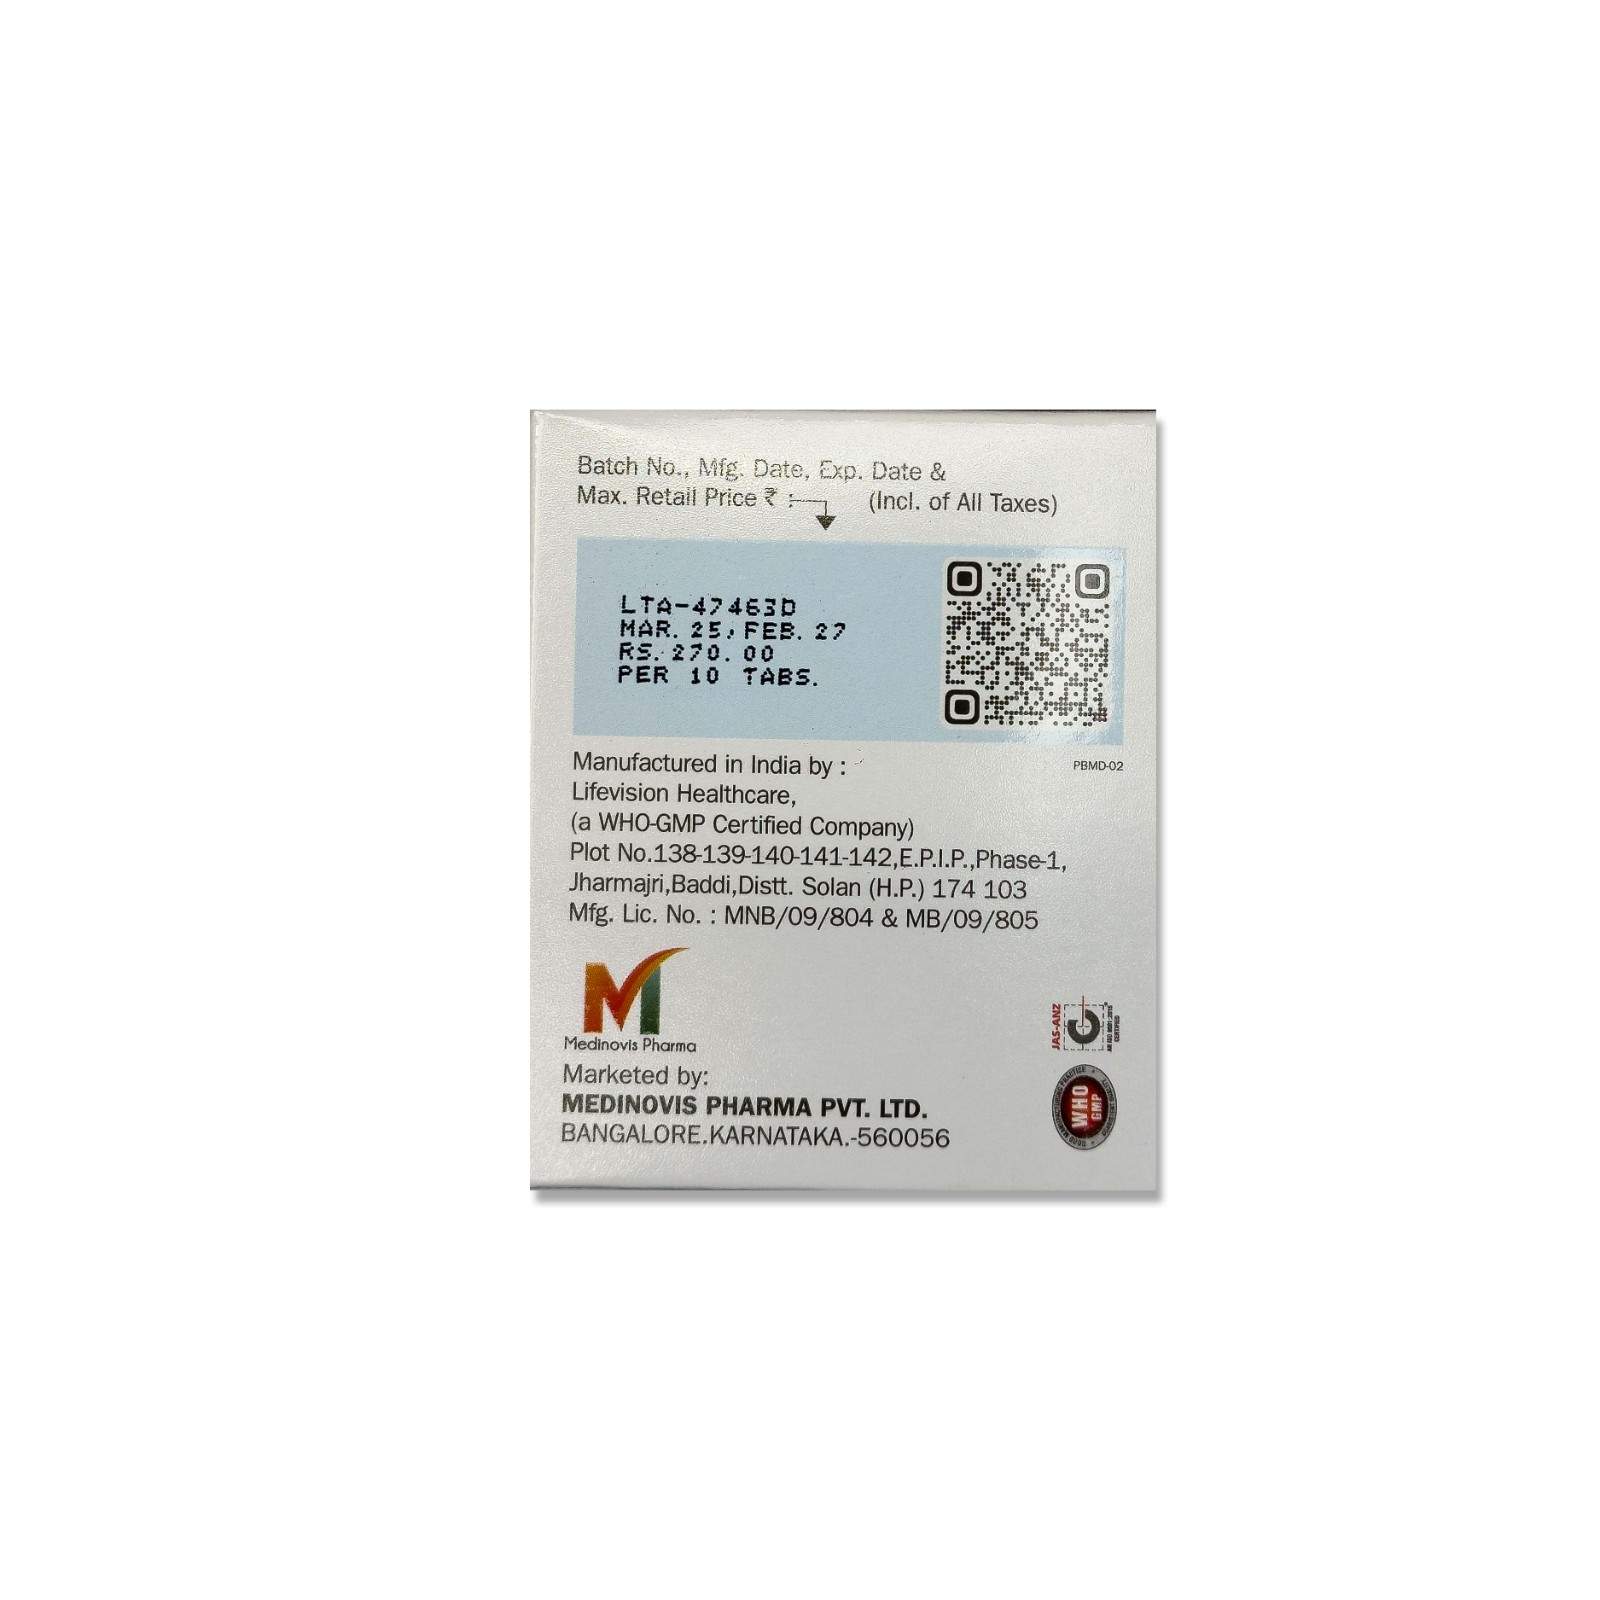 Batch No., Mfg. Date, Exp. Date &
Max. Retail Price ₹ : (Incl. of All Taxes)
LTA-47463D
MAR. 25, FEB. 27
RS. 270. 00
PER 10 TABS.
PBMD-02
Manufactured in India by :
Lifevision Healthcare,
(a WHO-GMP Certified Company)
Plot No.138-139-140-141-142,E.P.I.P.,Phase-1,
Jharmajri,Baddi,Distt. Solan (H.P.) 174 103
Mfg. Lic. No. : MNB/09/804 & MB/09/805
Medinovis Pharma
JAS-ANZ
CERTIFIED
Marketed by:
MEDINOVIS PHARMA PVT. LTD.
BANGALORE.KARNATAKA.-560056
WHO
GMP